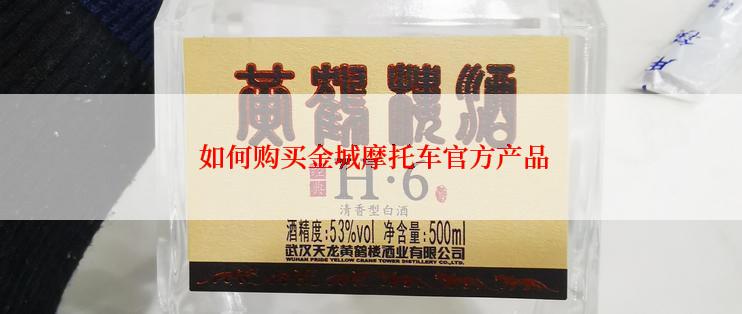 黄鹤楼酒
如何购买金城摩托车官方产品
经典 H·6
清香型白酒
酒精度:53%vol 净含量:500ml
武汉天龙黄鹤楼酒业有限公司
WUHAN PRIDE YELLOW CRANE TOWER DISTILLERY CO.,LTD.